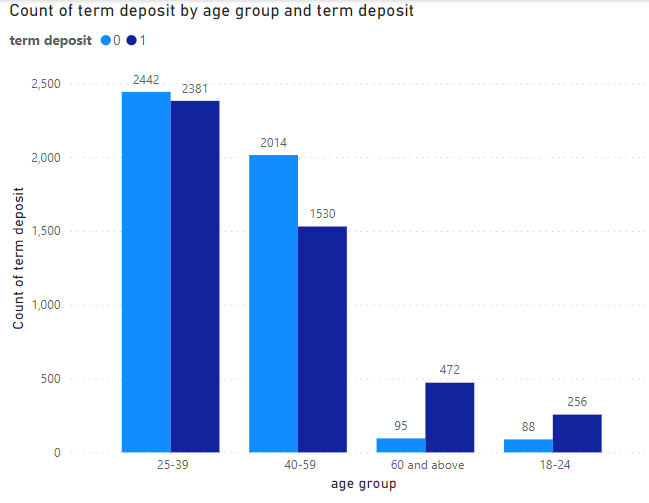 Count of term deposit by age group and term deposit
term deposit 0 1
2,500
2,000
1,500
1,000
500
0
Count of term deposit
2442
2381
2014
1530
95
472
88
256
25-39 40-59 60 and above 18-24
age group